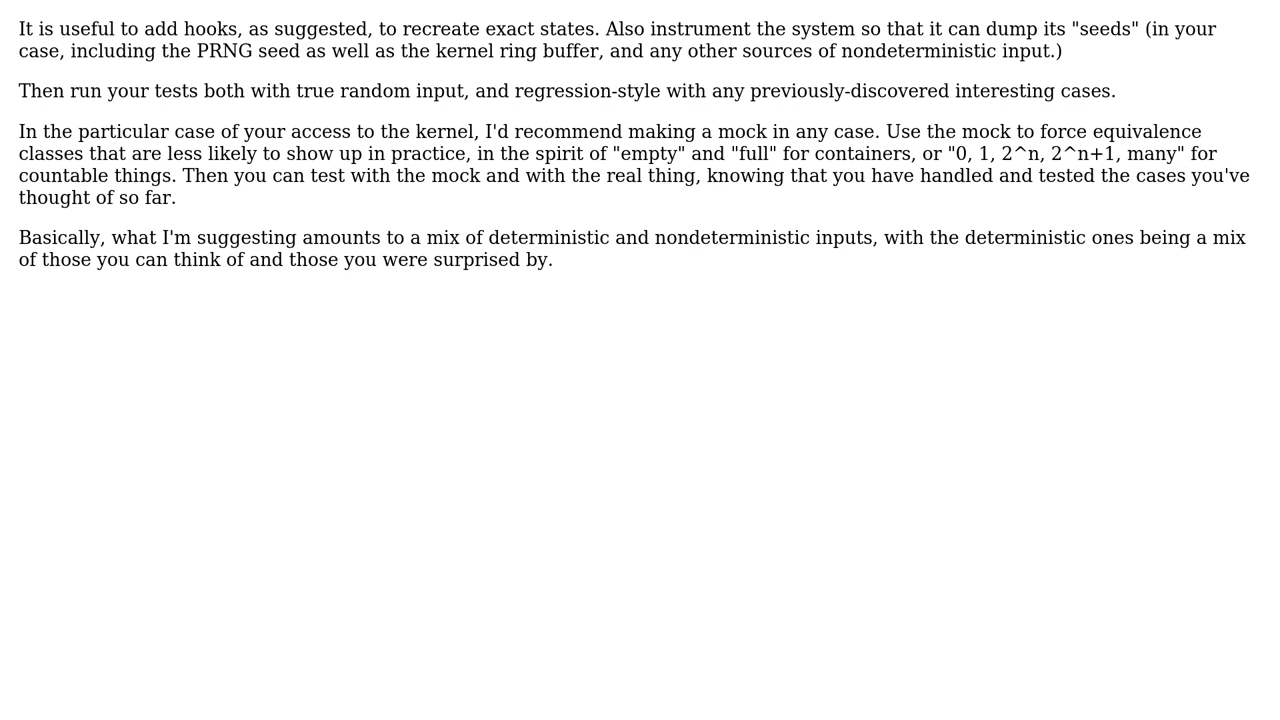 It is useful to add hooks, as suggested, to recreate exact states. Also instrument the system so that it can dump its "seeds" (in your
case, including the PRNG seed as well as the kernel ring buffer, and any other sources of nondeterministic input.)
Then run your tests both with true random input, and regression-style with any previously-discovered interesting cases.
In the particular case of your access to the kernel, I'd recommend making a mock in any case. Use the mock to force equivalence
classes that are less likely to show up in practice, in the spirit of "empty" and "full" for containers, or "0, 1, 2^n, 2^n+1, many" for
countable things. Then you can test with the mock and with the real thing, knowing that you have handled and tested the cases you've
thought of so far.
Basically, what I'm suggesting amounts to a mix of deterministic and nondeterministic inputs, with the deterministic ones being a mix
of those you can think of and those you were surprised by.